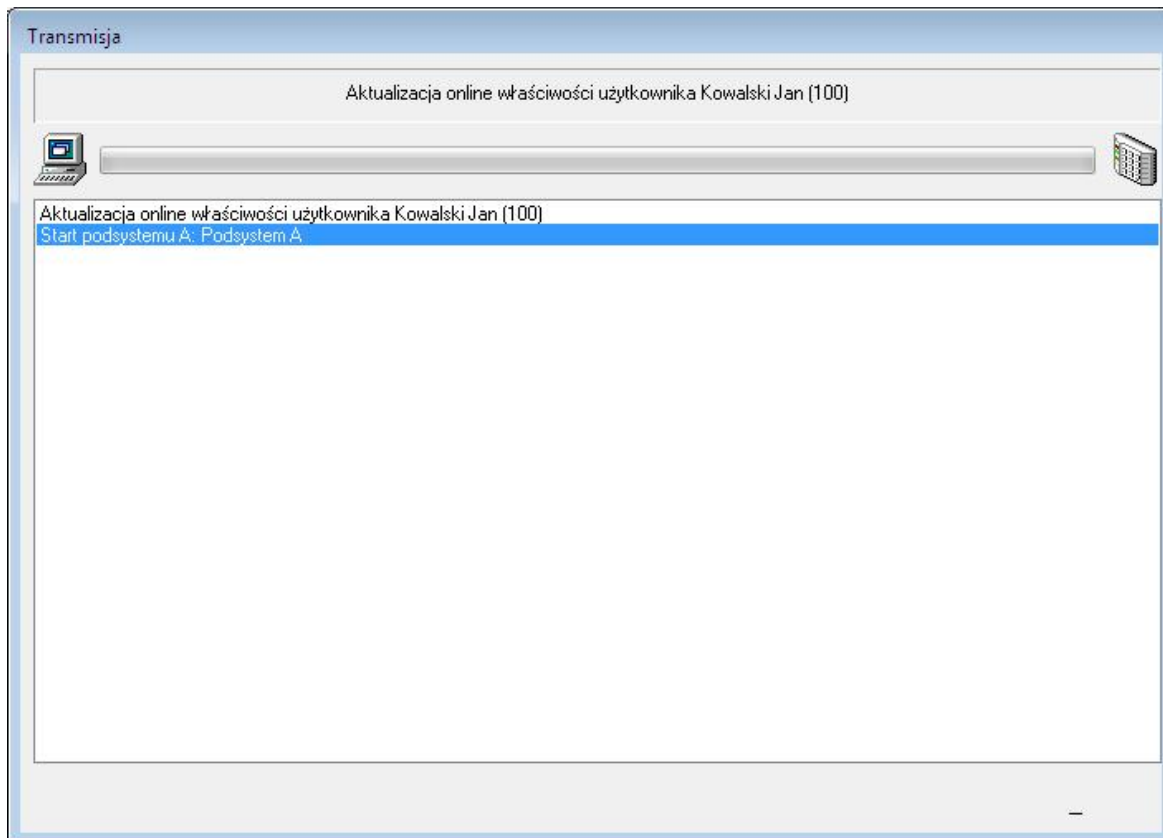 Transmisja
Aktualizacja online właściwości użytkownika Kowalski Jan (100)
Aktualizacja online właściwości użytkownika Kowalski Jan (100)
Start podsystemu A: Podsystem A